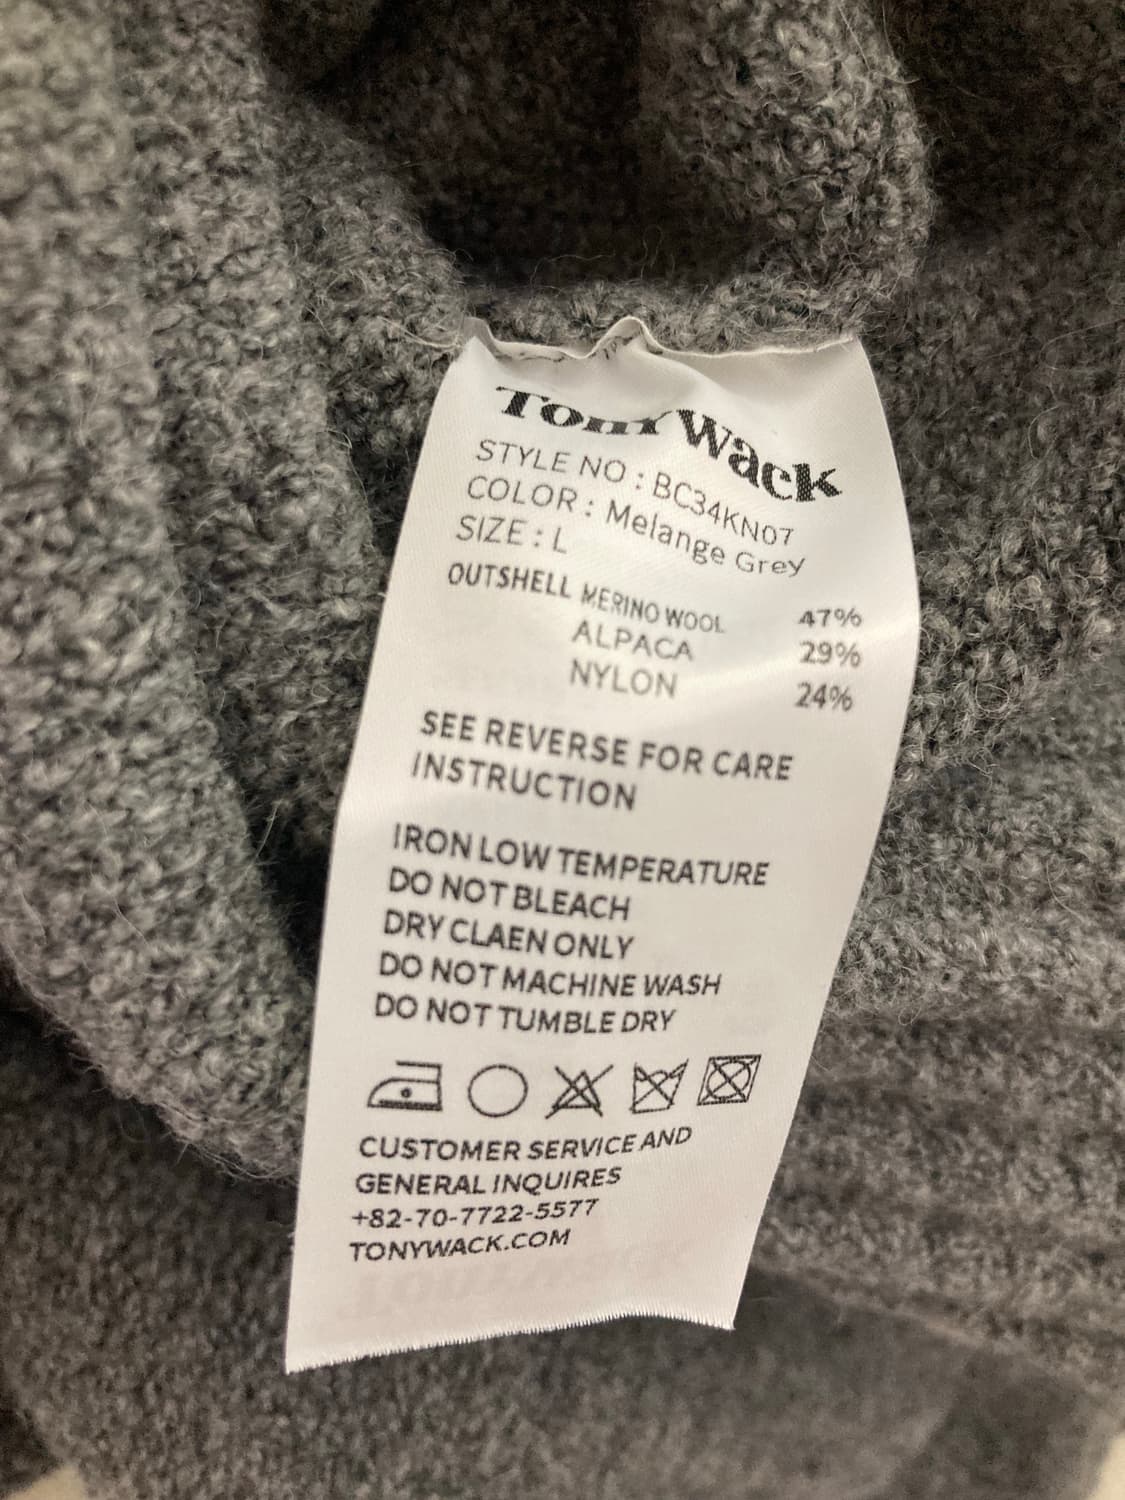 Tony Wack
STYLE NO : BC34KN07
COLOR : Melange Grey
SIZE : L
OUTSHELL MERINO WOOL 47%
ALPACA 29%
NYLON 24%
SEE REVERSE FOR CARE
INSTRUCTION
IRON LOW TEMPERATURE
DO NOT BLEACH
DRY CLAEN ONLY
DO NOT MACHINE WASH
DO NOT TUMBLE DRY
CUSTOMER SERVICE AND
GENERAL INQUIRES
+82-70-7722-5577
TONYWACK.COM